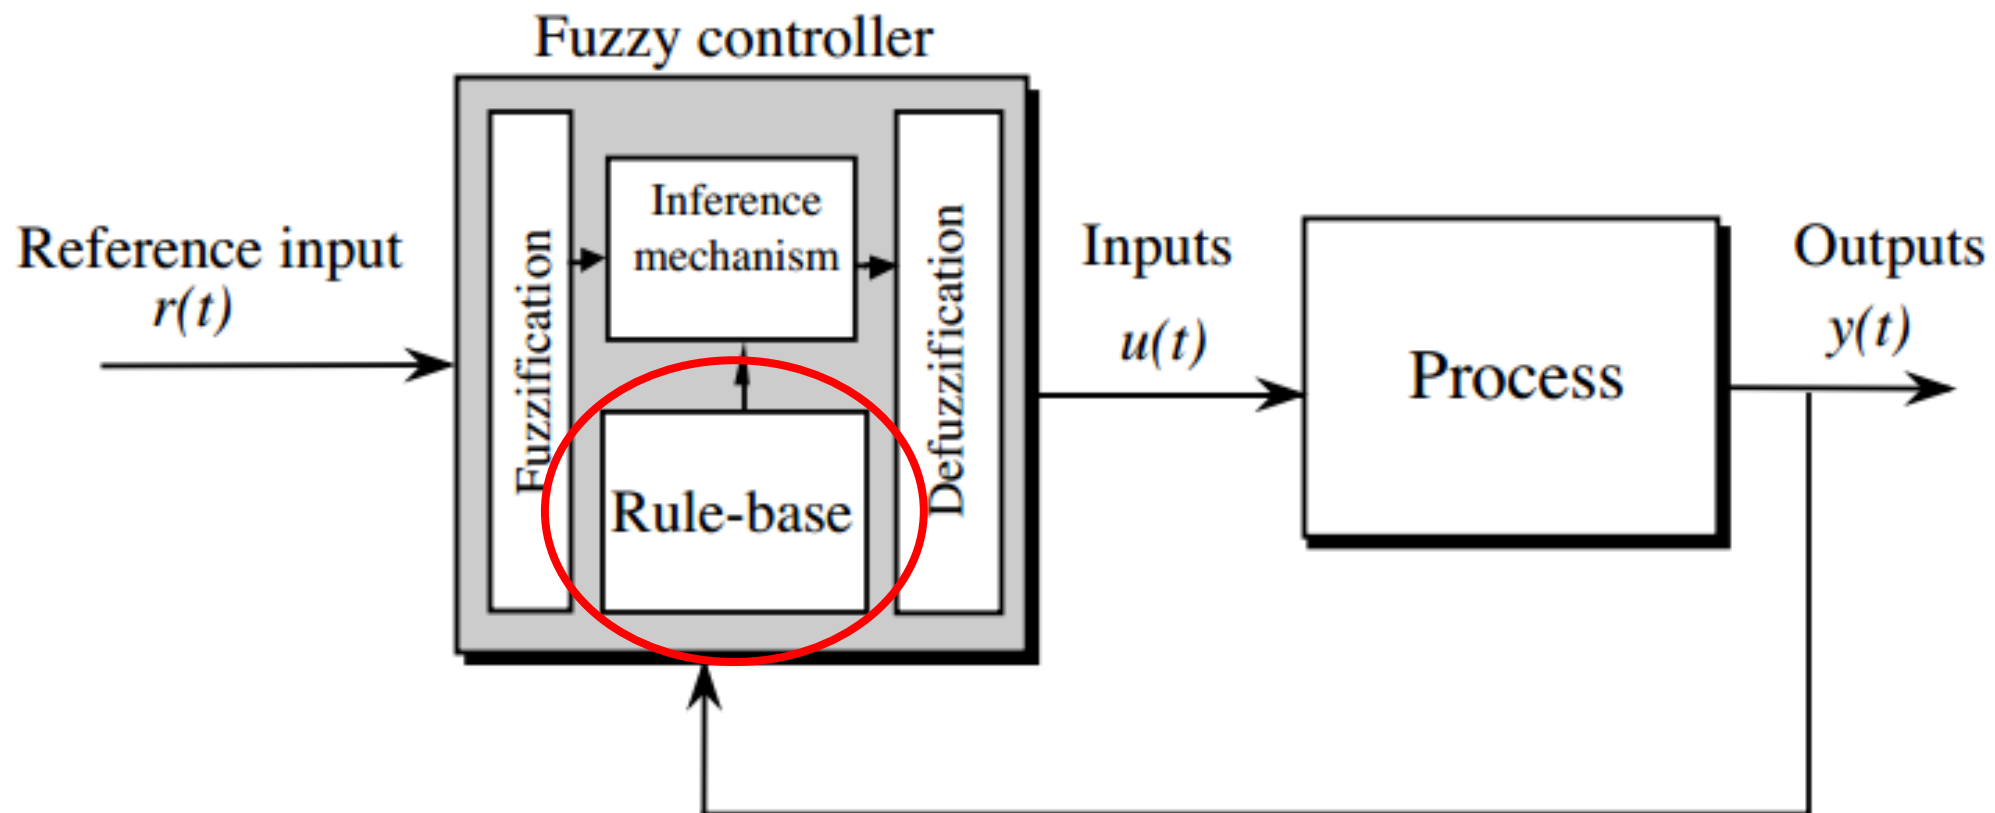 Fuzzy controller
Reference input
r(t)
Fuzzification
Inference
mechanism
Rule-base
Defuzzification
Inputs
u(t)
Process
Outputs
y(t)